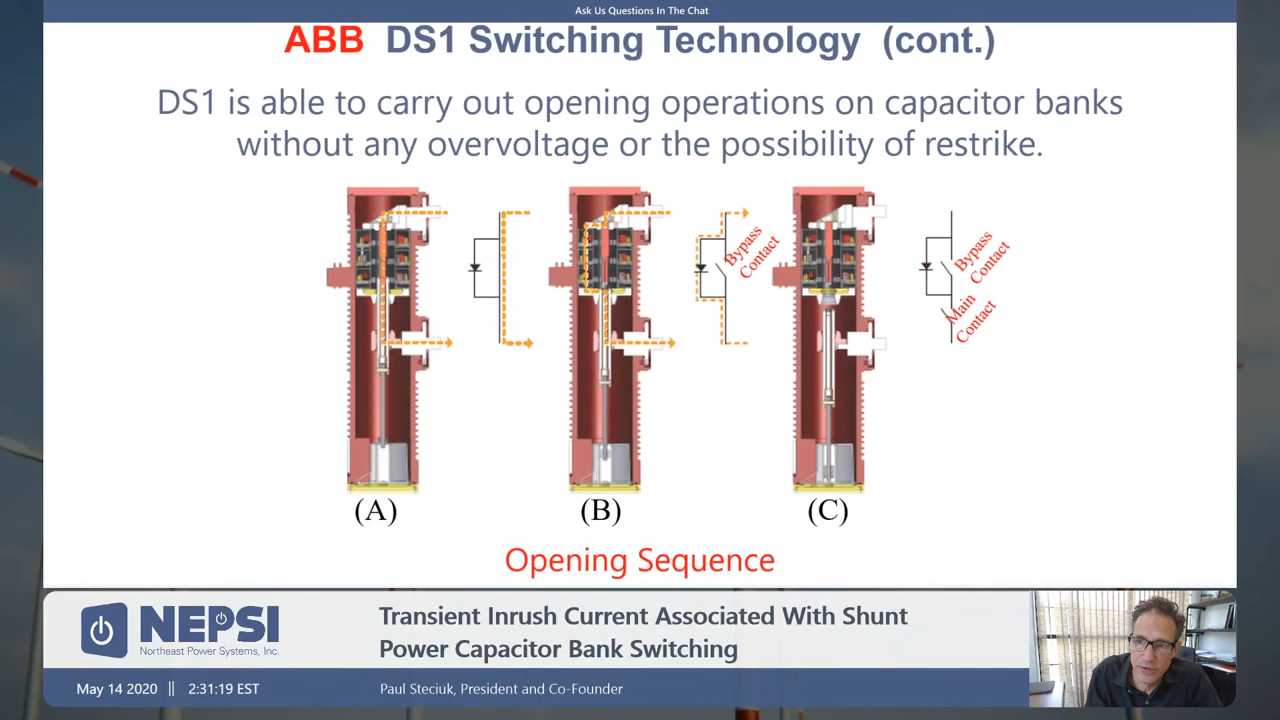 Ask Us Questions In The Chat
ABB DS1 Switching Technology (cont.)
DS1 is able to carry out opening operations on capacitor banks
without any overvoltage or the possibility of restrike.
Bypass
Contact
Bypass
Contact
Main
Contact
(A)
(B)
(C)
Opening Sequence
NEPSI
Northeast Power Systems, Inc.
Transient Inrush Current Associated With Shunt
Power Capacitor Bank Switching
May 14 2020 || 2:31:19 EST
Paul Steciuk, President and Co-Founder